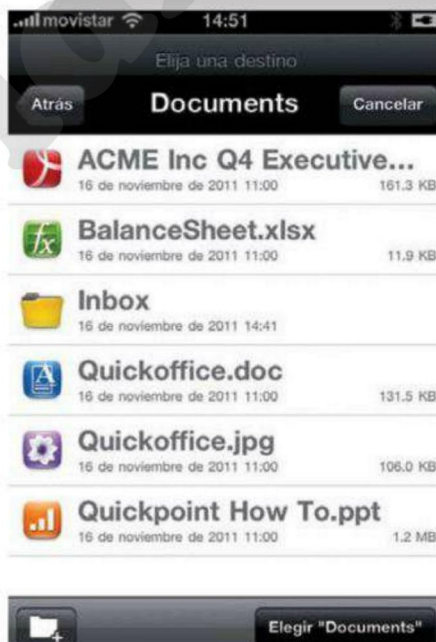 movistar 14:51
Elija una destino
Atrás Documents Cancelar
ACME Inc Q4 Executive...
16 de noviembre de 2011 11:00 161.3 KB
BalanceSheet.xlsx
16 de noviembre de 2011 11:00 11.9 KB
Inbox
16 de noviembre de 2011 14:41
Quickoffice.doc
16 de noviembre de 2011 11:00 131.5 KB
Quickoffice.jpg
16 de noviembre de 2011 11:00 106.0 KB
Quickpoint How To.ppt
16 de noviembre de 2011 11:00 1.2 MB
Elegir "Documents"